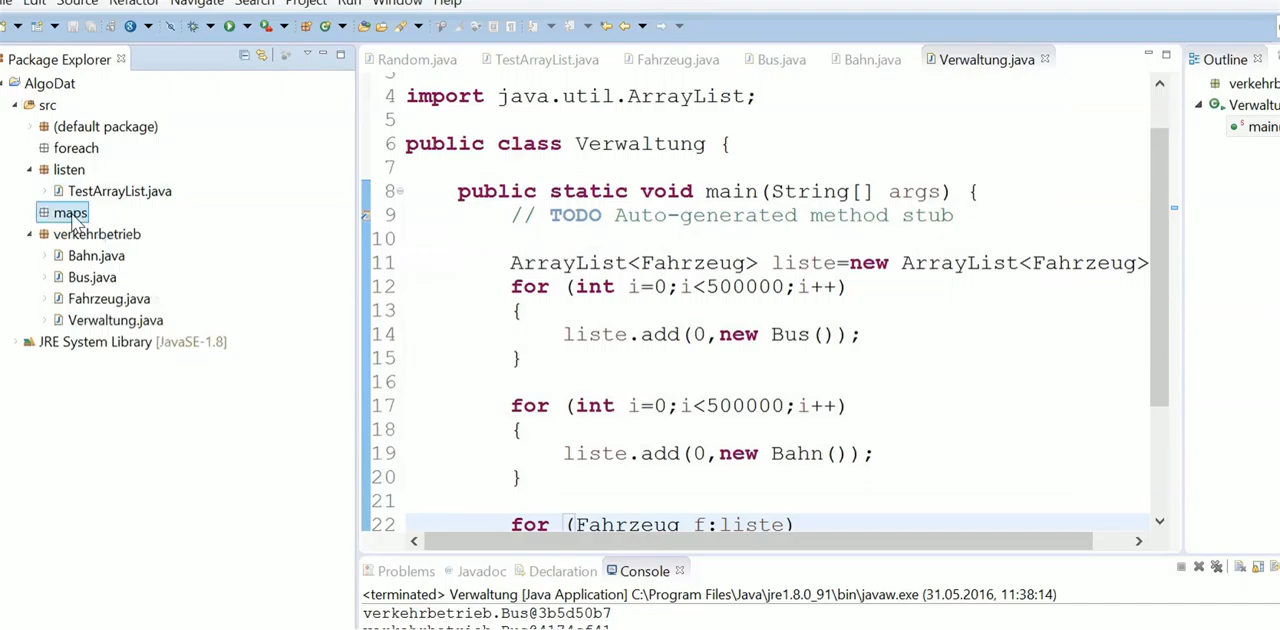 File Edit Source Refactor Navigate Search Project Run Window Help
Package Explorer
AlgoDat
src
(default package)
foreach
listen
TestArrayList.java
maps
verkehrbetrieb
Bahn.java
Bus.java
Fahrzeug.java
Verwaltung.java
JRE System Library [JavaSE-1.8]
Random.java TestArrayList.java Fahrzeug.java Bus.java Bahn.java Verwaltung.java
3
4 import java.util.ArrayList;
5
6 public class Verwaltung {
7
8 public static void main(String[] args) {
9 // TODO Auto-generated method stub
10
11 ArrayList<Fahrzeug> liste=new ArrayList<Fahrzeug>
12 for (int i=0;i<500000;i++)
13 {
14 liste.add(0,new Bus());
15 }
16
17 for (int i=0;i<500000;i++)
18 {
19 liste.add(0,new Bahn());
20 }
21
22 for (Fahrzeug f:liste)
Outline
verkehrb
Verwaltu
main
Problems Javadoc Declaration Console
<terminated> Verwaltung [Java Application] C:\Program Files\Java\jre1.8.0_91\bin\javaw.exe (31.05.2016, 11:38:14)
verkehrbetrieb.Bus@3b5d50b7
verkehrbetrieb.Bus@4174cf41